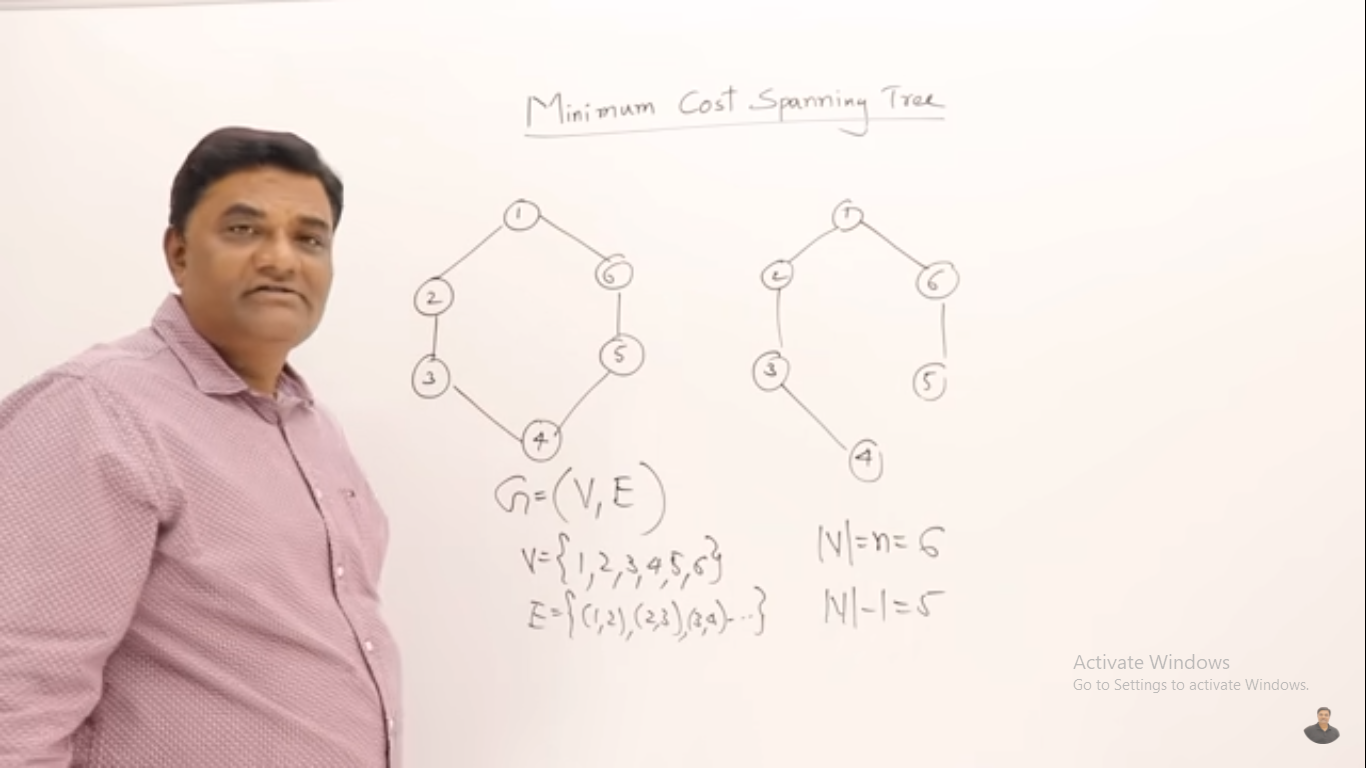 Minimum Cost Spanning Tree
1
2
6
3
5
4
1
2
6
3
5
4
G=(V,E)
V={1,2,3,4,5,6}
E={(1,2),(2,3),(3,4)---}
|V|=n=6
|V|-1=5
Activate Windows
Go to Settings to activate Windows.